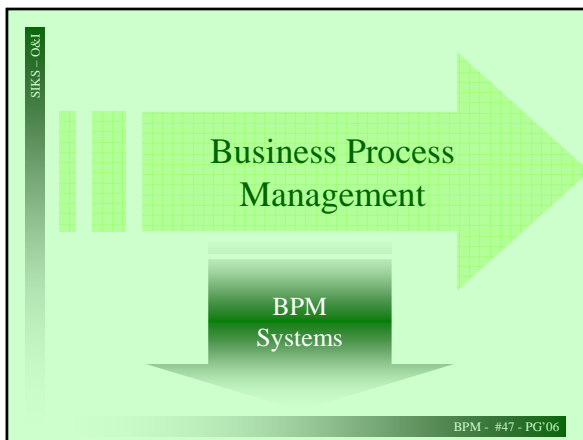 SIKS – O&I
Business Process
Management
BPM
Systems
BPM - #47 - PG'06